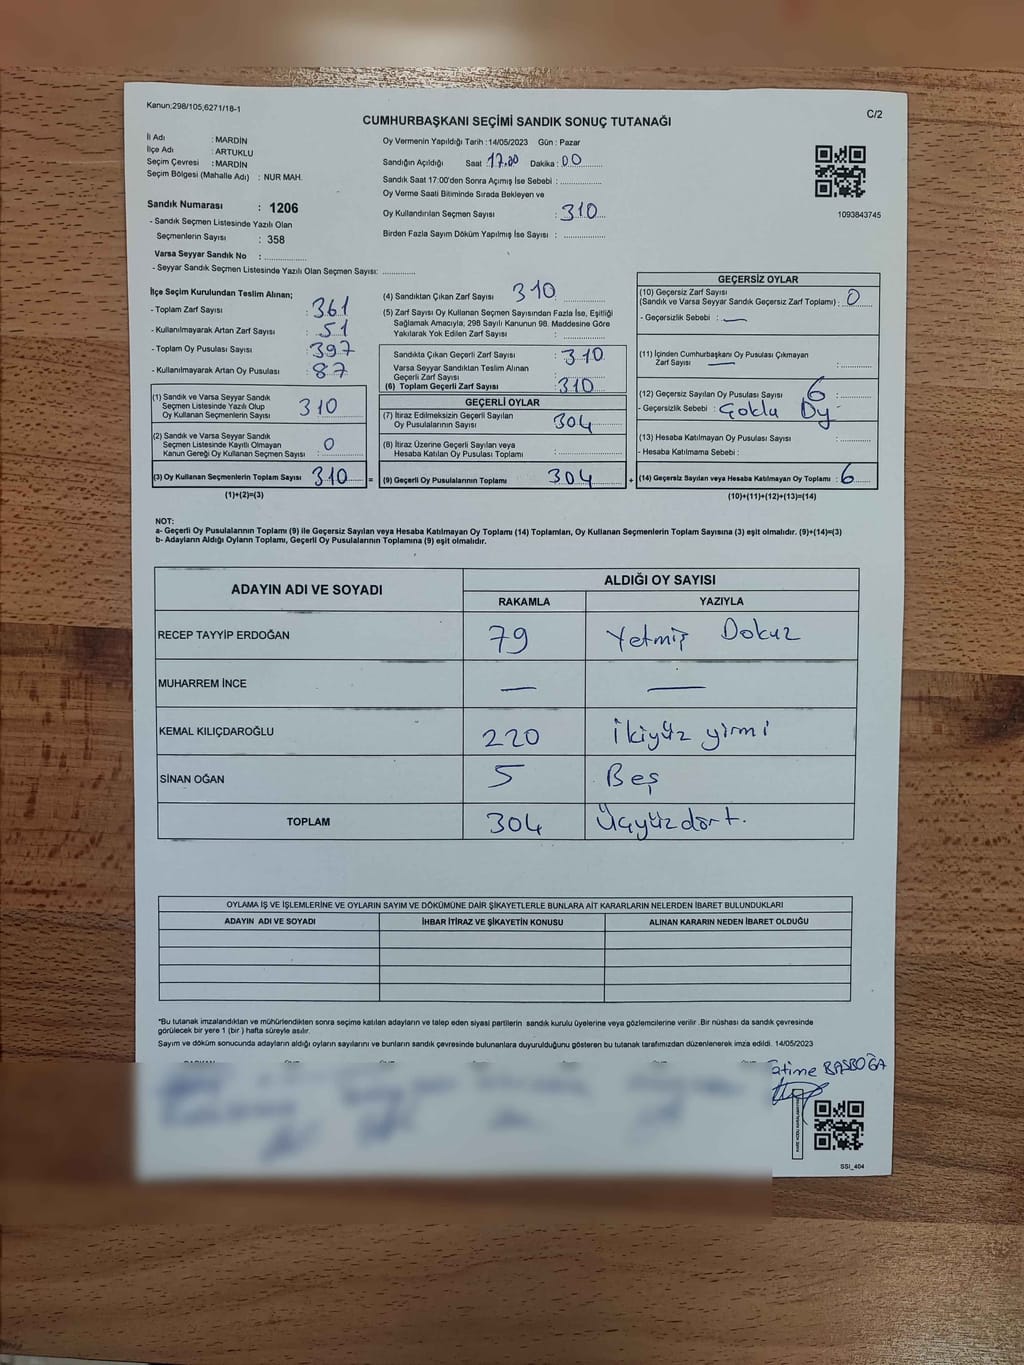 Kanun;298/105,6271/18-1
C/2
CUMHURBAŞKANI SEÇİMİ SANDIK SONUÇ TUTANAĞI
İl Adı : MARDİN
İlçe Adı : ARTUKLU
Seçim Çevresi : MARDİN
Seçim Bölgesi (Mahalle Adı) : NUR MAH.
Oy Vermenin Yapıldığı Tarih :14/05/2023 Gün : Pazar
Sandığın Açıldığı Saat :17.00 Dakika : 00
Sandık Saat 17:00'den Sonra Açımış İse Sebebi :
Oy Verme Saati Bitiminde Sırada Bekleyen ve
Oy Kullandırılan Seçmen Sayısı : 310
Birden Fazla Sayım Döküm Yapılmış İse Sayısı :
1093843745
Sandık Numarası : 1206
- Sandık Seçmen Listesinde Yazılı Olan
Seçmenlerin Sayısı : 358
Varsa Seyyar Sandık No :
- Seyyar Sandık Seçmen Listesinde Yazılı Olan Seçmen Sayısı:
İlçe Seçim Kurulundan Teslim Alınan;
- Toplam Zarf Sayısı : 361
- Kullanılmayarak Artan Zarf Sayısı : 51
- Toplam Oy Pusulası Sayısı : 397
- Kullanılmayarak Artan Oy Pusulası : 87
(1) Sandık ve Varsa Seyyar Sandık
Seçmen Listesinde Yazılı Olup
Oy Kullanan Seçmenlerin Sayısı : 310
(2) Sandık ve Varsa Seyyar Sandık
Seçmen Listesinde Kayıtlı Olmayan
Kanun Gereği Oy Kullanan Seçmen Sayısı : 0
(3) Oy Kullanan Seçmenlerin Toplam Sayısı 310 =
(1)+(2)=(3)
(4) Sandıktan Çıkan Zarf Sayısı 310
(5) Zarf Sayısı Oy Kullanan Seçmen Sayısından Fazla İse, Eşitliği
Sağlamak Amacıyla, 298 Sayılı Kanunun 98. Maddesine Göre
Yakılarak Yok Edilen Zarf Sayısı :
Sandıkta Çıkan Geçerli Zarf Sayısı : 310
Varsa Seyyar Sandıktan Teslim Alınan
Geçerli Zarf Sayısı :
(6) Toplam Geçerli Zarf Sayısı 310
GEÇERLİ OYLAR
(7) İtiraz Edilmeksizin Geçerli Sayılan
Oy Pusulalarının Sayısı : 304
(8) İtiraz Üzerine Geçerli Sayılan veya
Hesaba Katılan Oy Pusulası Toplamı :
(9) Geçerli Oy Pusulalarının Toplamı 304 +
GEÇERSİZ OYLAR
(10) Geçersiz Zarf Sayısı
(Sandık ve Varsa Seyyar Sandık Geçersiz Zarf Toplamı) : 0
- Geçersizlik Sebebi : —
(11) İçinden Cumhurbaşkanı Oy Pusulası Çıkmayan
Zarf Sayısı — :
(12) Geçersiz Sayılan Oy Pusulası Sayısı : 6
- Geçersizlik Sebebi : Çoklu Oy
(13) Hesaba Katılmayan Oy Pusulası Sayısı :
- Hesaba Katılmama Sebebi :
(14) Geçersiz Sayılan veya Hesaba Katılmayan Oy Toplamı : 6
(10)+(11)+(12)+(13)=(14)
NOT:
a- Geçerli Oy Pusulalarının Toplamı (9) ile Geçersiz Sayılan veya Hesaba Katılmayan Oy Toplamı (14) Toplamları, Oy Kullanan Seçmenlerin Toplam Sayısına (3) eşit olmalıdır. (9)+(14)=(3)
b- Adayların Aldığı Oyların Toplamı, Geçerli Oy Pusulalarının Toplamına (9) eşit olmalıdır.
ADAYIN ADI VE SOYADI
ALDIĞI OY SAYISI
RAKAMLA YAZIYLA
RECEP TAYYİP ERDOĞAN 79 Yetmiş Dokuz
MUHARREM İNCE — —
KEMAL KILIÇDAROĞLU 220 İkiyüz yirmi
SİNAN OĞAN 5 Beş
TOPLAM 304 Üçyüzdört.
OYLAMA İŞ VE İŞLEMLERİNE VE OYLARIN SAYIM VE DÖKÜMÜNE DAİR ŞİKAYETLERLE BUNLARA AİT KARARLARIN NELERDEN İBARET BULUNDUKLARI
ADAYIN ADI VE SOYADI İHBAR İTİRAZ VE ŞİKAYETİN KONUSU ALINAN KARARIN NEDEN İBARET OLDUĞU
*Bu tutanak imzalandıktan ve mühürlendikten sonra seçime katılan adayların ve talep eden siyasi partilerin sandık kurulu üyelerine veya gözlemcilerine verilir .Bir nüshası da sandık çevresinde
görülecek bir yere 1 (bir ) hafta süreyle asılır.
Sayım ve döküm sonucunda adayların aldığı oyların sayılarını ve bunların sandık çevresinde bulunanlara duyurulduğunu gösteren bu tutanak tarafımızdan düzenlenerek imza edildi. 14/05/2023
atime BAŞBOĞA
SSI_404